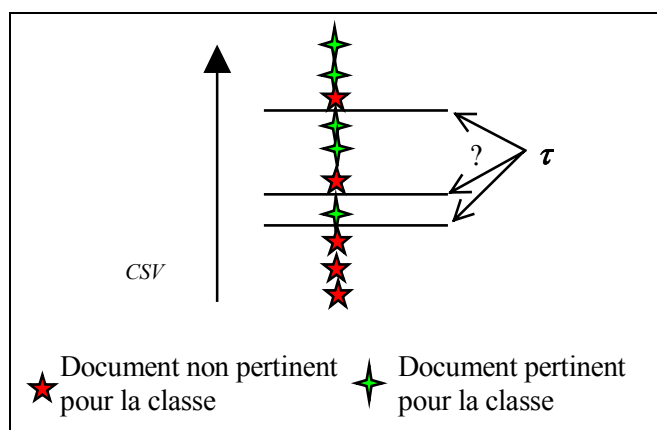 ?
τ
CSV
Document non pertinent
pour la classe
Document pertinent
pour la classe